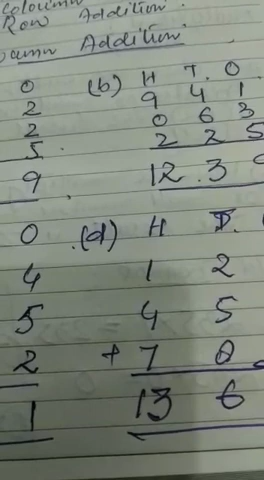 Row Addition.
Addition
0 (b) H T. O
2 9 4 1
2 0 6 3
5. 2 2 5
9 12.3 9
0 (d) H T.
4 1 2
5 4 5
2 + 7 0
1 13 6